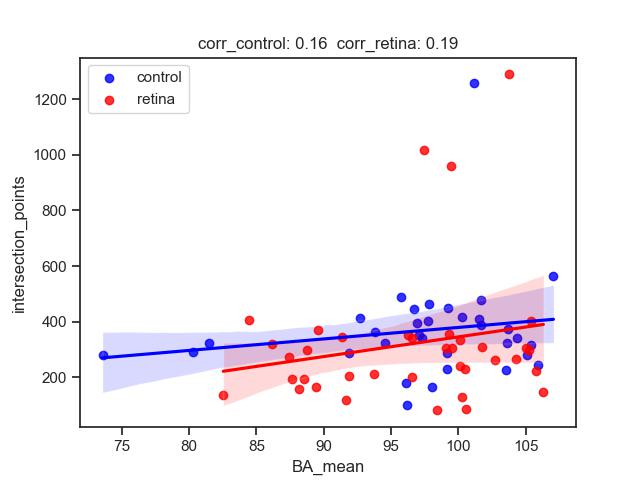 corr_control: 0.16  corr_retina: 0.19
control
retina
1200
1000
800
600
400
200
intersection_points
75 80 85 90 95 100 105
BA_mean